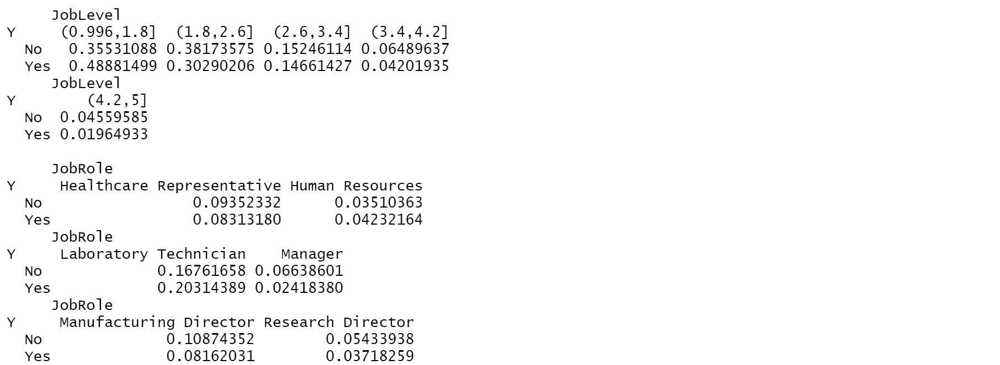 JobLevel
Y (0.996,1.8] (1.8,2.6] (2.6,3.4] (3.4,4.2]
No 0.35531088 0.38173575 0.15246114 0.06489637
Yes 0.48881499 0.30290206 0.14661427 0.04201935
JobLevel
Y (4.2,5]
No 0.04559585
Yes 0.01964933
JobRole
Y Healthcare Representative Human Resources
No 0.09352332 0.03510363
Yes 0.08313180 0.04232164
JobRole
Y Laboratory Technician Manager
No 0.16761658 0.06638601
Yes 0.20314389 0.02418380
JobRole
Y Manufacturing Director Research Director
No 0.10874352 0.05433938
Yes 0.08162031 0.03718259